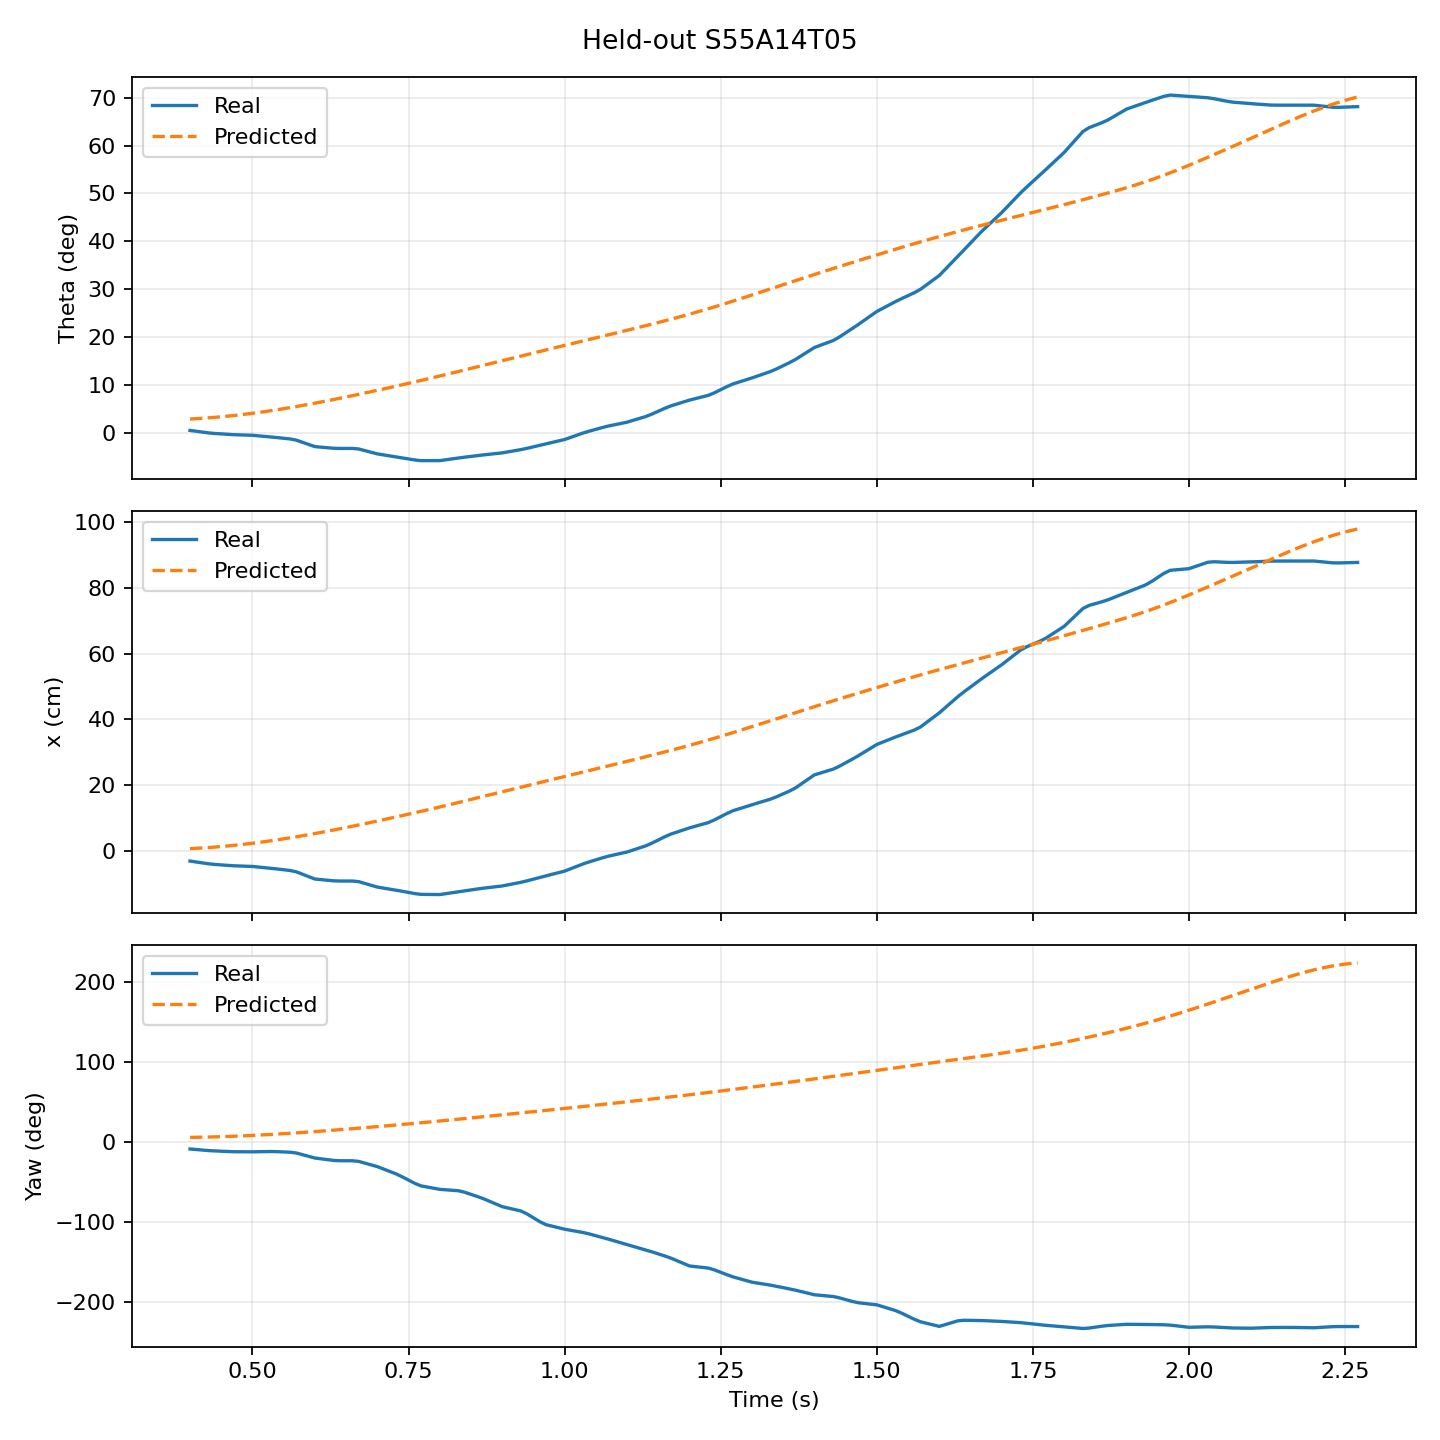 Held-out S55A14T05
Real
Predicted
70
60
50
40
30
20
10
0
Theta (deg)
Real
Predicted
100
80
60
40
20
0
x (cm)
Real
Predicted
200
100
0
−100
−200
Yaw (deg)
0.50 0.75 1.00 1.25 1.50 1.75 2.00 2.25
Time (s)